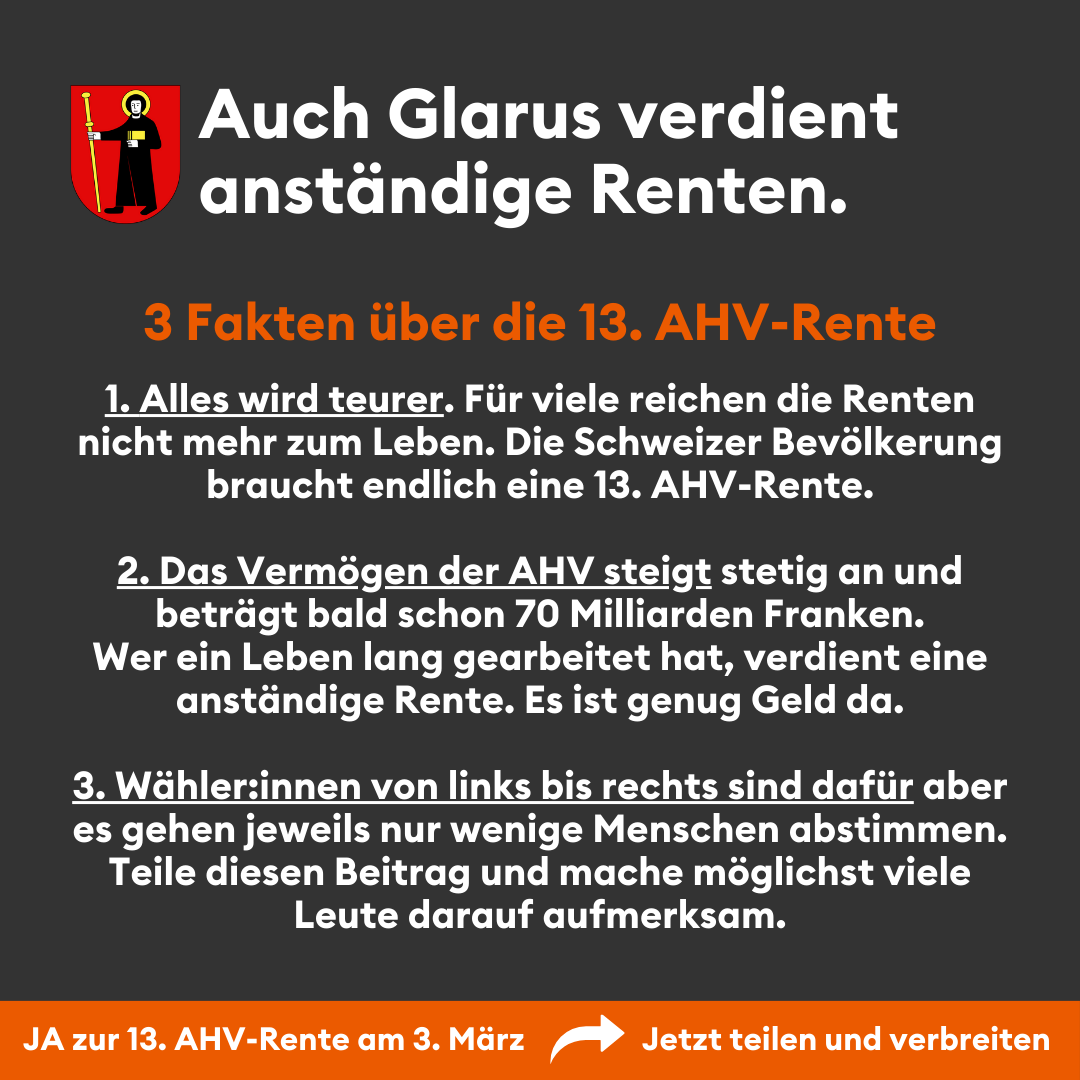 Auch Glarus verdient
anständige Renten.
3 Fakten über die 13. AHV-Rente
1. Alles wird teurer. Für viele reichen die Renten
nicht mehr zum Leben. Die Schweizer Bevölkerung
braucht endlich eine 13. AHV-Rente.
2. Das Vermögen der AHV steigt stetig an und
beträgt bald schon 70 Milliarden Franken.
Wer ein Leben lang gearbeitet hat, verdient eine
anständige Rente. Es ist genug Geld da.
3. Wähler:innen von links bis rechts sind dafür aber
es gehen jeweils nur wenige Menschen abstimmen.
Teile diesen Beitrag und mache möglichst viele
Leute darauf aufmerksam.
JA zur 13. AHV-Rente am 3. März
Jetzt teilen und verbreiten